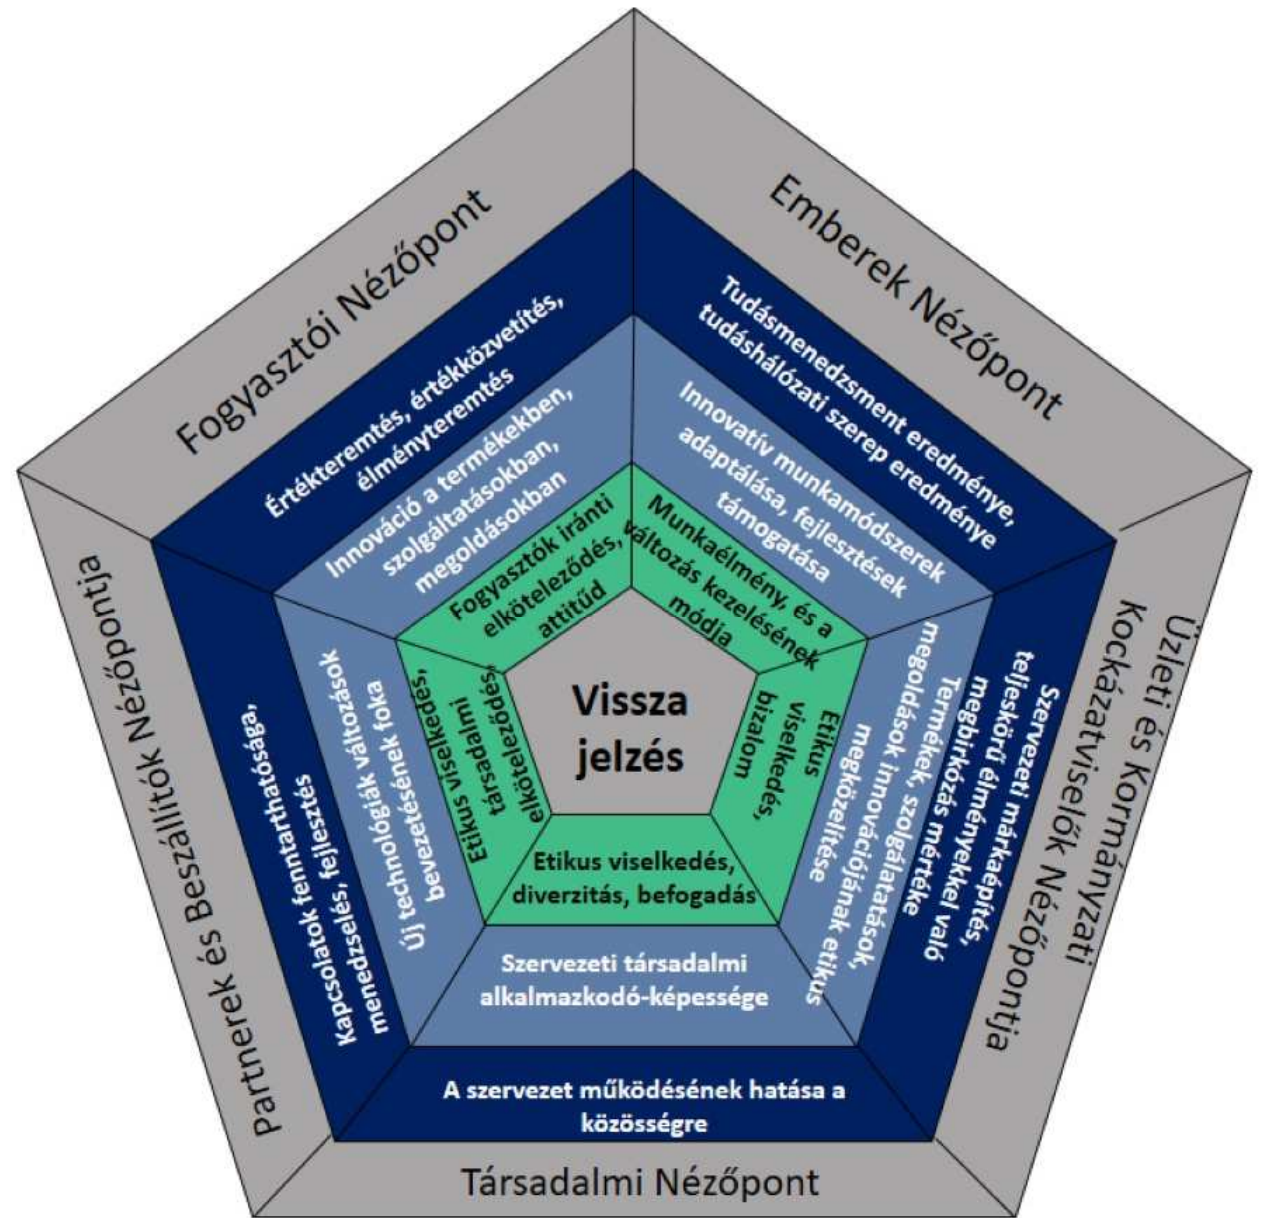 Fogyasztói Nézőpont
Értékteremtés, értékközvetítés,
élményteremtés
Innováció a termékekben,
szolgáltatásokban,
megoldásokban
Fogyasztók iránti
elköteleződés,
attitűd
Emberek Nézőpont
Tudásmenedzsment eredménye,
tudáshálózati szerep eredménye
Innovatív munkamódszerek
adaptálása, fejlesztések
támogatása
Munkaélmény, és a
változás kezelésének
módja
Üzleti és Kormányzati
Kockázatviselők Nézőpontja
Szervezeti márkaépítés,
teljeskörű élményekkel való
megbirkózás mértéke
Termékek, szolgálatatások,
megoldások innovációjának etikus
megközelítése
Etikus
viselkedés,
bizalom
Társadalmi Nézőpont
A szervezet működésének hatása a
közösségre
Szervezeti társadalmi
alkalmazkodó-képessége
Etikus viselkedés,
diverzitás, befogadás
Partnerek és Beszállítók Nézőpontja
Kapcsolatok fenntarthatósága,
menedzselés, fejlesztés
Új technológiák változások
bevezetésének foka
Etikus viselkedés,
társadalmi
elköteleződés
Vissza
jelzés